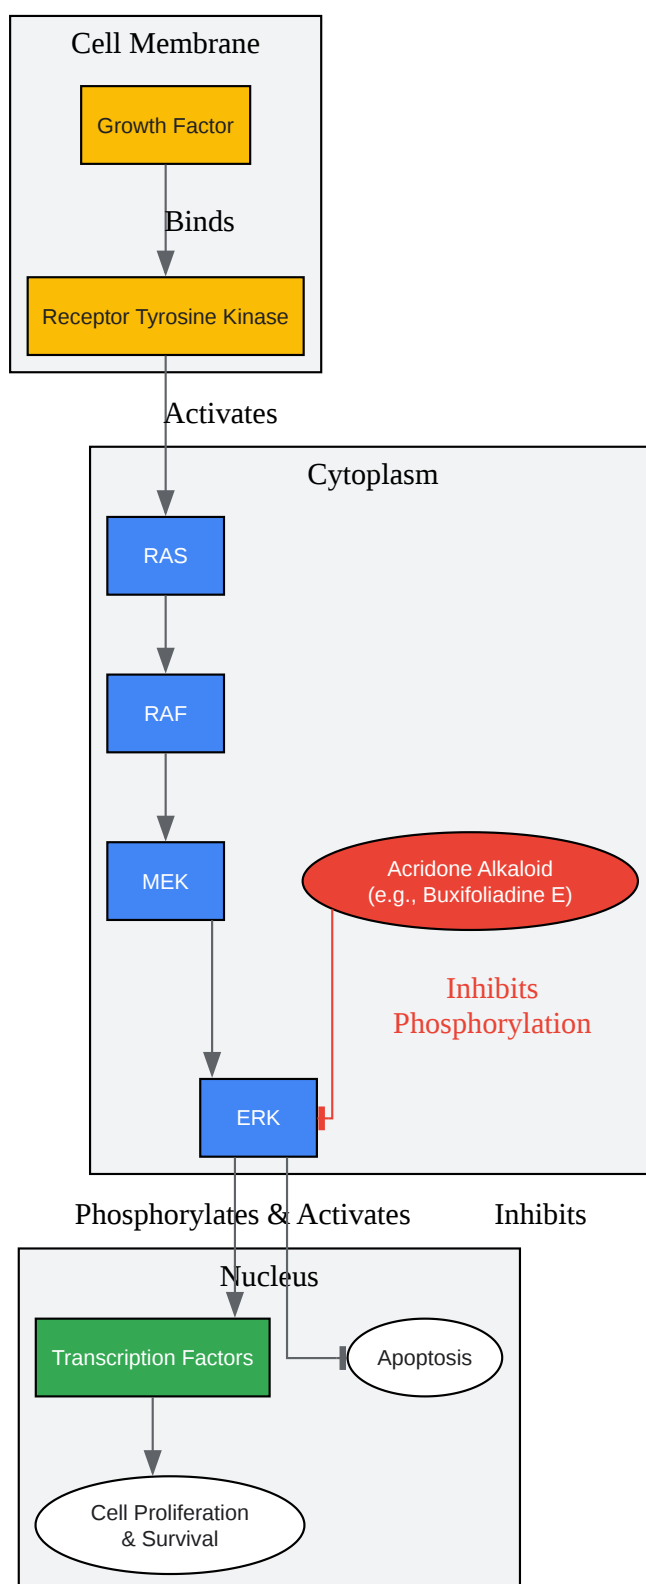 Cell Membrane
Growth Factor
Binds
Receptor Tyrosine Kinase
Activates
Cytoplasm
RAS
RAF
MEK
Acridone Alkaloid
(e.g., Buxifoliadine E)
Inhibits
Phosphorylation
ERK
Phosphorylates & Activates
Inhibits
Nucleus
Transcription Factors
Apoptosis
Cell Proliferation
& Survival